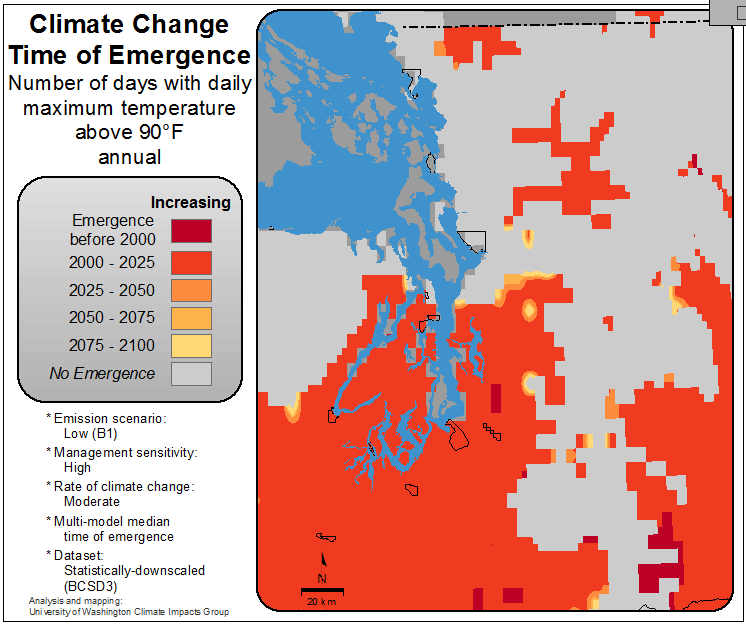 Climate Change
Time of Emergence
Number of days with daily
maximum temperature
above 90°F
annual
Increasing
Emergence
before 2000
2000 - 2025
2025 - 2050
2050 - 2075
2075 - 2100
No Emergence
* Emission scenario:
Low (B1)
* Management sensitivity:
High
* Rate of climate change:
Moderate
* Multi-model median
time of emergence
* Dataset:
Statistically-downscaled
(BCSD3)
Analysis and mapping:
University of Washington Climate Impacts Group
N
20 km